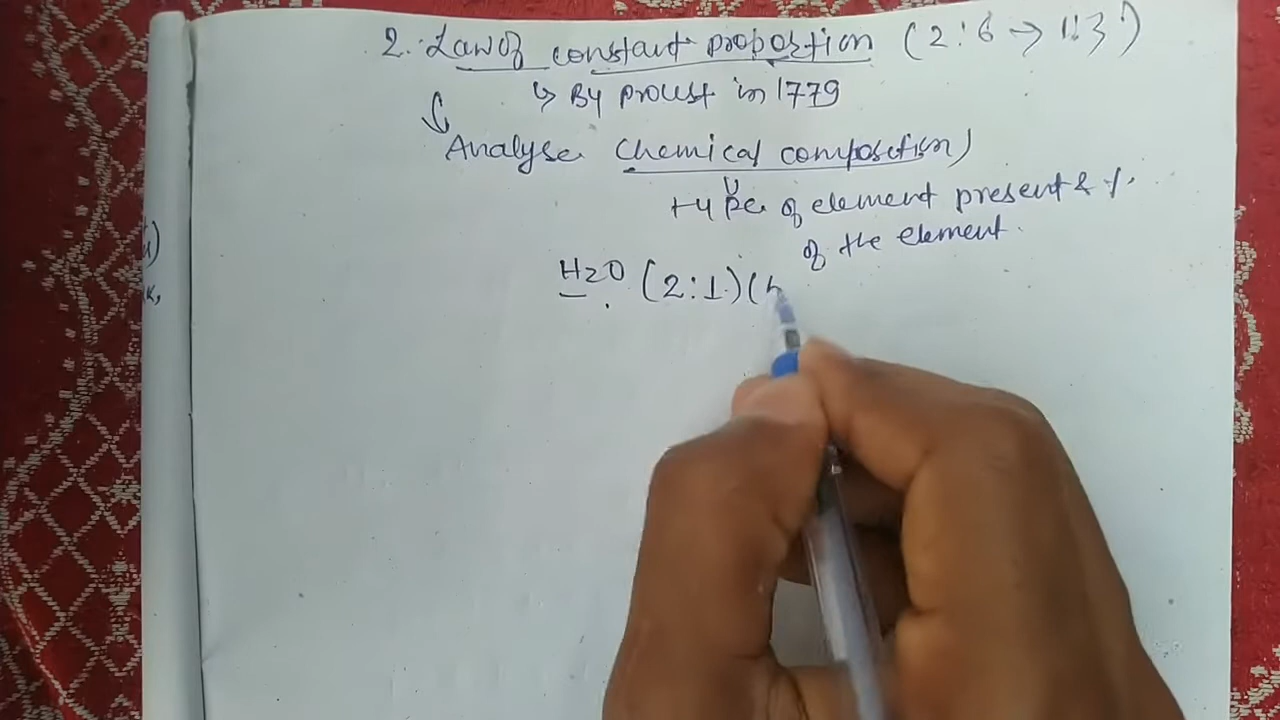 2. Law of constant proportion (2:6 → 1:3)
↳ By proust in 1779
Analyse chemical composition)
type of element present & %.
of the element.
H2O (2:1) (